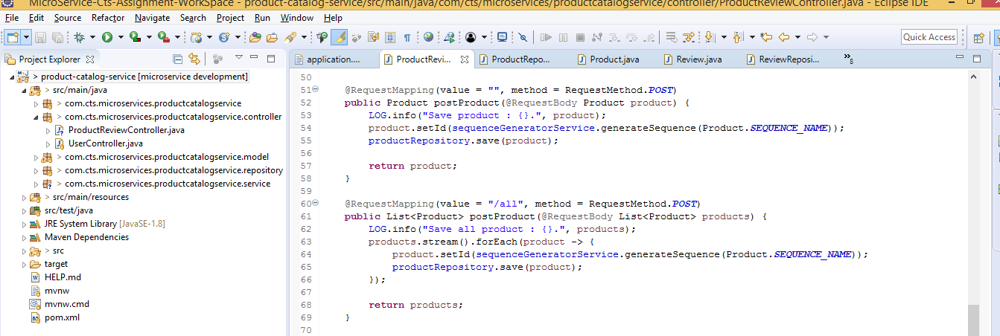 MicroService-Cts-Assignment-WorkSpace - product-catalog-service/src/main/java/com/cts/microservices/productcatalogservice/controller/ProductReviewController.java - Eclipse IDE
File Edit Source Refactor Navigate Search Project Run Window Help
Quick Access
Project Explorer
> product-catalog-service [microservice development]
> src/main/java
> com.cts.microservices.productcatalogservice
> com.cts.microservices.productcatalogservice.controller
ProductReviewController.java
UserController.java
> com.cts.microservices.productcatalogservice.model
> com.cts.microservices.productcatalogservice.repository
> com.cts.microservices.productcatalogservice.service
> src/main/resources
src/test/java
JRE System Library [JavaSE-1.8]
Maven Dependencies
> src
target
HELP.md
mvnw
mvnw.cmd
pom.xml
application.... ProductRevi... ProductRepo... Product.java Review.java ReviewReposi... »8
50
51 @RequestMapping(value = "", method = RequestMethod.POST)
52 public Product postProduct(@RequestBody Product product) {
53 LOG.info("Save product : {}.", product);
54 product.setId(sequenceGeneratorService.generateSequence(Product.SEQUENCE_NAME));
55 productRepository.save(product);
56
57 return product;
58 }
59
60 @RequestMapping(value = "/all", method = RequestMethod.POST)
61 public List<Product> postProduct(@RequestBody List<Product> products) {
62 LOG.info("Save all product : {}.", products);
63 products.stream().forEach(product -> {
64 product.setId(sequenceGeneratorService.generateSequence(Product.SEQUENCE_NAME));
65 productRepository.save(product);
66 });
67
68 return products;
69 }
70